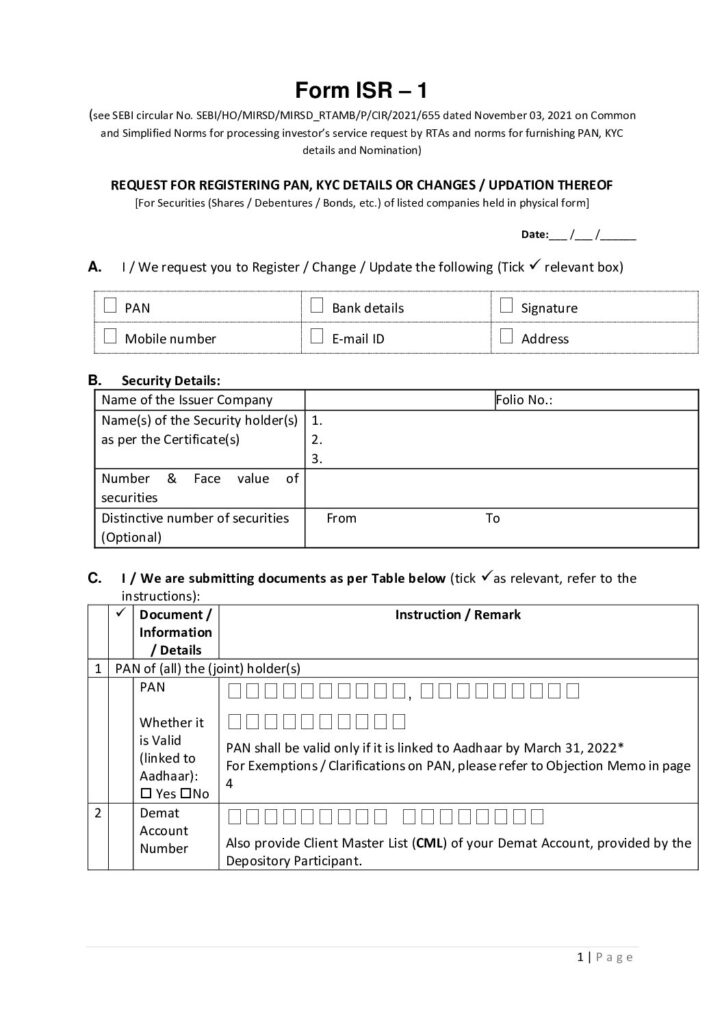 Form ISR – 1
(see SEBI circular No. SEBI/HO/MIRSD/MIRSD_RTAMB/P/CIR/2021/655 dated November 03, 2021 on Common
and Simplified Norms for processing investor's service request by RTAs and norms for furnishing PAN, KYC
details and Nomination)
REQUEST FOR REGISTERING PAN, KYC DETAILS OR CHANGES / UPDATION THEREOF
[For Securities (Shares / Debentures / Bonds, etc.) of listed companies held in physical form]
Date:___ /___ /______
A. I / We request you to Register / Change / Update the following (Tick ✓ relevant box)
☐ PAN ☐ Bank details ☐ Signature
☐ Mobile number ☐ E-mail ID ☐ Address
B. Security Details:
Name of the Issuer Company Folio No.:
Name(s) of the Security holder(s) 1.
as per the Certificate(s) 2.
3.
Number & Face value of
securities
Distinctive number of securities From To
(Optional)
C. I / We are submitting documents as per Table below (tick ✓ as relevant, refer to the
instructions):
✓ Document / Instruction / Remark
Information
/ Details
1 PAN of (all) the (joint) holder(s)
PAN ☐☐☐☐☐☐☐☐☐☐, ☐☐☐☐☐☐☐☐☐
Whether it ☐☐☐☐☐☐☐☐☐☐
is Valid PAN shall be valid only if it is linked to Aadhaar by March 31, 2022*
(linked to For Exemptions / Clarifications on PAN, please refer to Objection Memo in page
Aadhaar): 4
☐ Yes ☐No
2 Demat ☐☐☐☐☐☐☐☐☐ ☐☐☐☐☐☐☐☐
Account Also provide Client Master List (CML) of your Demat Account, provided by the
Number Depository Participant.
1 | Page